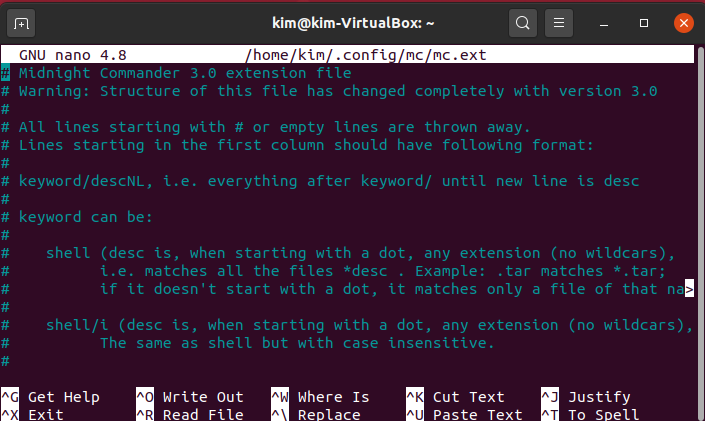 kim@kim-VirtualBox: ~
GNU nano 4.8 /home/kim/.config/mc/mc.ext
# Midnight Commander 3.0 extension file
# Warning: Structure of this file has changed completely with version 3.0
#
# All lines starting with # or empty lines are thrown away.
# Lines starting in the first column should have following format:
#
# keyword/descNL, i.e. everything after keyword/ until new line is desc
#
# keyword can be:
#
#    shell (desc is, when starting with a dot, any extension (no wildcars),
#          i.e. matches all the files *desc . Example: .tar matches *.tar;
#          if it doesn't start with a dot, it matches only a file of that na>
#
#    shell/i (desc is, when starting with a dot, any extension (no wildcars),
#          The same as shell but with case insensitive.
#
^G Get Help ^O Write Out ^W Where Is ^K Cut Text ^J Justify
^X Exit ^R Read File ^\ Replace ^U Paste Text ^T To Spell